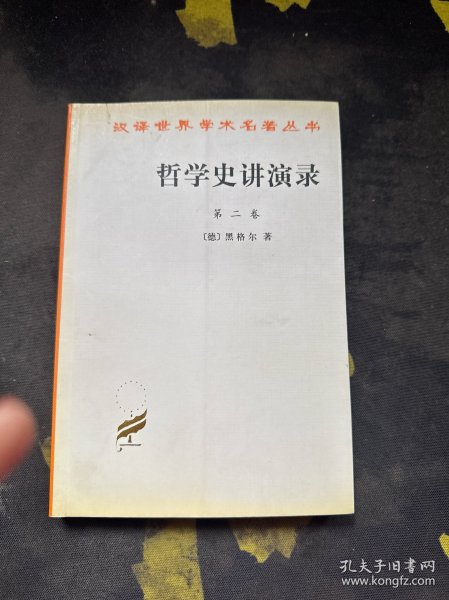 汉译世界学术名著丛书
哲学史讲演录
第二卷
〔德〕黑格尔 著
孔夫子旧书网
www.kongfz.com